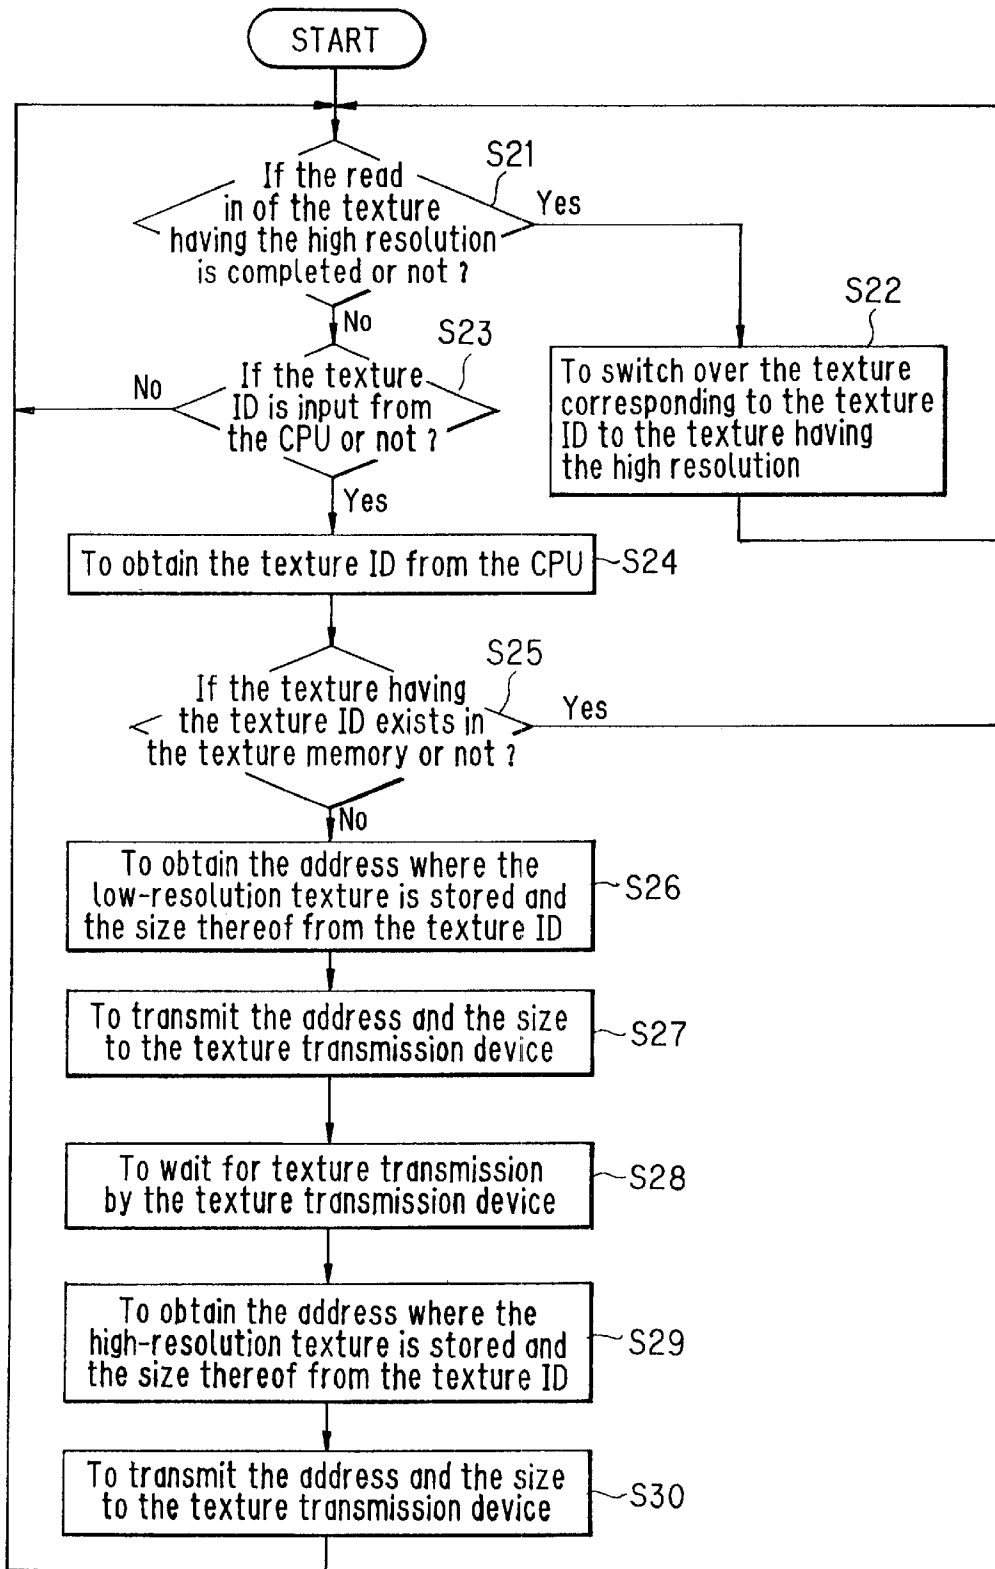 START
If the read
in of the texture
having the high resolution
is completed or not ?
S21
Yes
No
S22
To switch over the texture
corresponding to the texture
ID to the texture having
the high resolution
S23
If the texture
ID is input from
the CPU or not ?
No
Yes
To obtain the texture ID from the CPU
S24
S25
If the texture having
the texture ID exists in
the texture memory or not ?
Yes
No
To obtain the address where the
low-resolution texture is stored and
the size thereof from the texture ID
S26
To transmit the address and the size
to the texture transmission device
S27
To wait for texture transmission
by the texture transmission device
S28
To obtain the address where the
high-resolution texture is stored and
the size thereof from the texture ID
S29
To transmit the address and the size
to the texture transmission device
S30